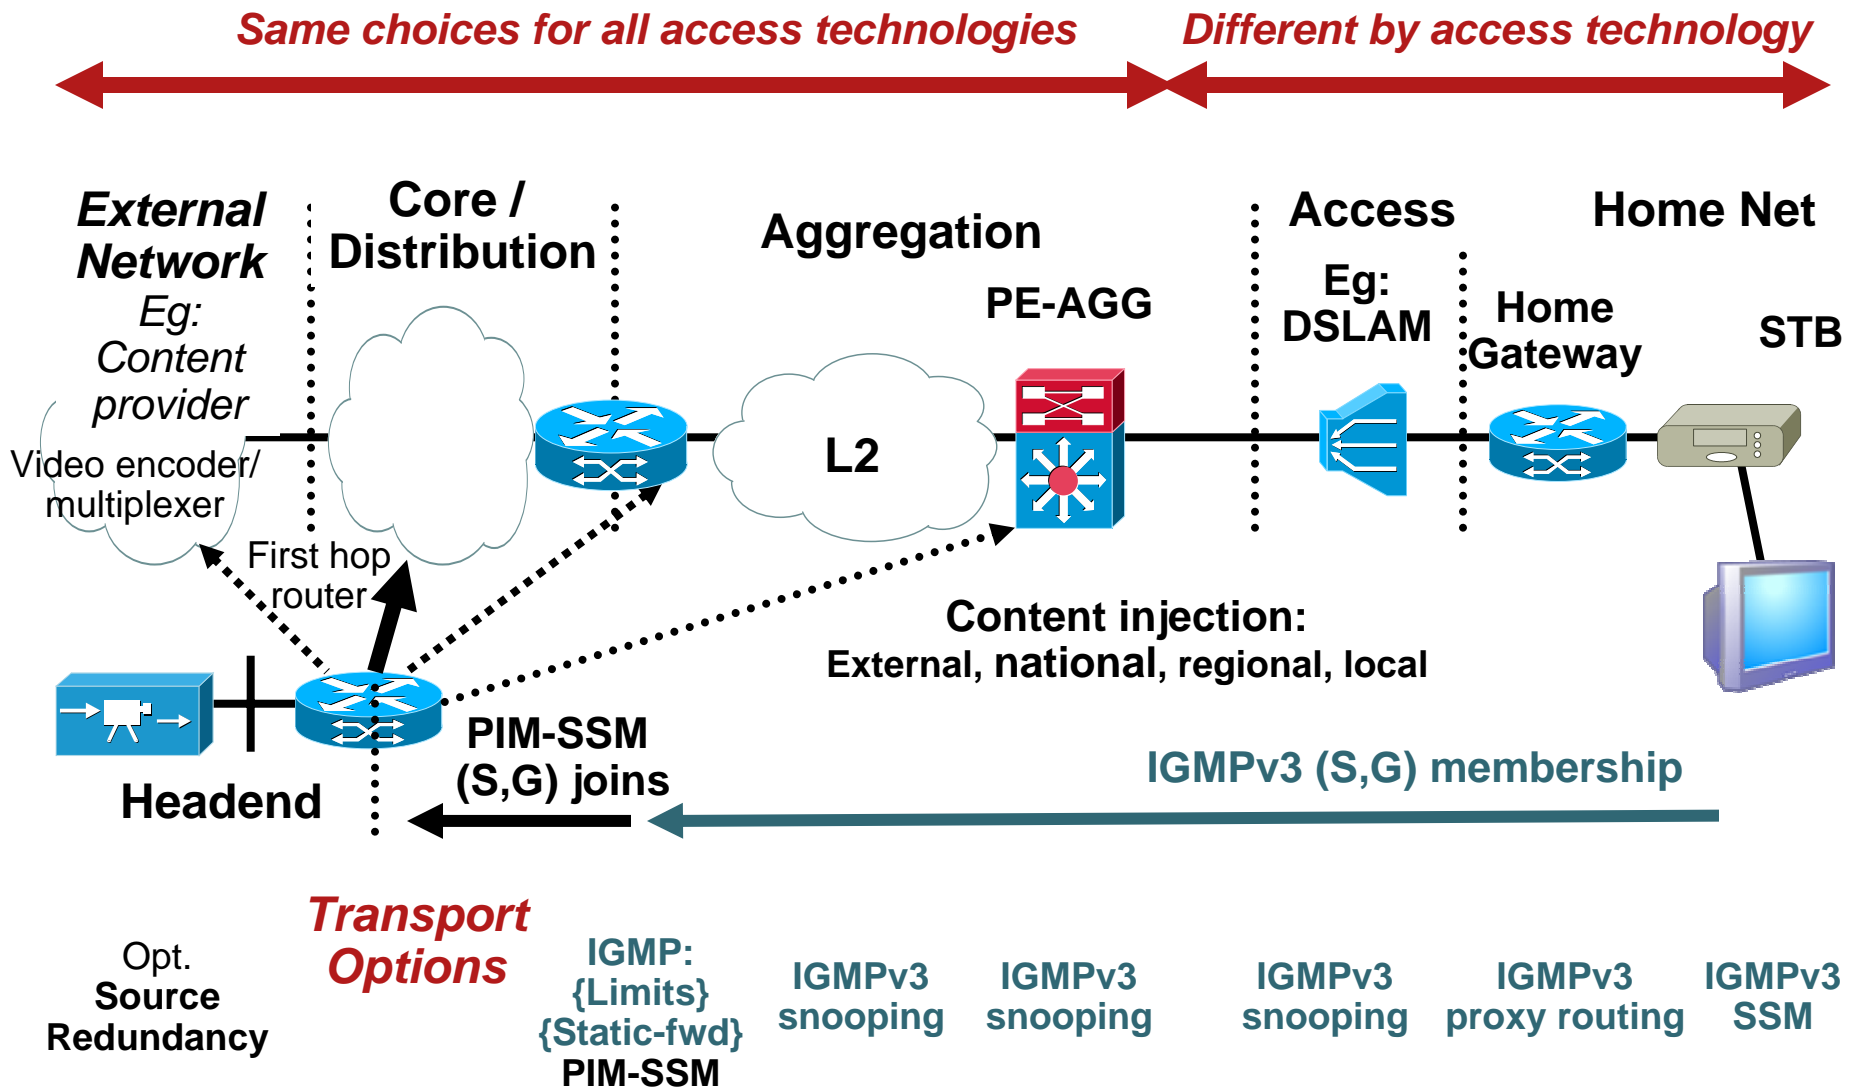 Same choices for all access technologies
Different by access technology
External
Network
Eg:
Content
provider
Video encoder/
multiplexer
Core /
Distribution
Aggregation
PE-AGG
L2
Access
Eg:
DSLAM
Home Net
Home
Gateway
STB
First hop
router
Content injection:
External, national, regional, local
Headend
PIM-SSM
(S,G) joins
IGMPv3 (S,G) membership
Opt.
Source
Redundancy
Transport
Options
IGMP:
{Limits}
{Static-fwd}
PIM-SSM
IGMPv3
snooping
IGMPv3
snooping
IGMPv3
snooping
IGMPv3
proxy routing
IGMPv3
SSM